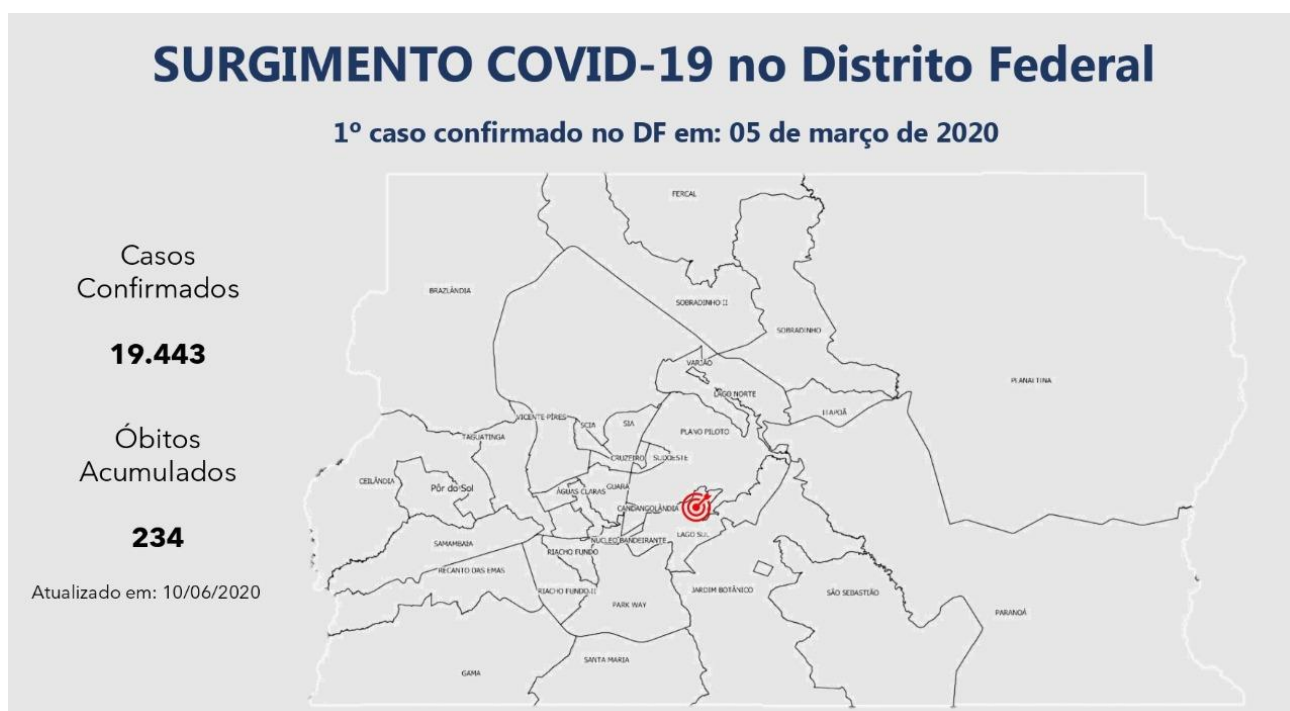 SURGIMENTO COVID-19 no Distrito Federal
1º caso confirmado no DF em: 05 de março de 2020
Casos
Confirmados
19.443
Óbitos
Acumulados
234
Atualizado em: 10/06/2020
FERCAL
BRAZLÂNDIA
SOBRADINHO II
SOBRADINHO
VARJÃO
PLANALTINA
LAGO NORTE
ITAPOÃ
VICENTE PIRES
SCIA
SIA
PLANO PILOTO
TAGUATINGA
CRUZEIRO
SUDOESTE
CEILÂNDIA
Pôr do Sol
ÁGUAS CLARAS
GUARÁ
CANDANGOLÂNDIA
LAGO SUL
SAMAMBAIA
NÚCLEO BANDEIRANTE
RIACHO FUNDO
RECANTO DAS EMAS
RIACHO FUNDO II
JARDIM BOTÂNICO
SÃO SEBASTIÃO
PARK WAY
PARANOÁ
SANTA MARIA
GAMA